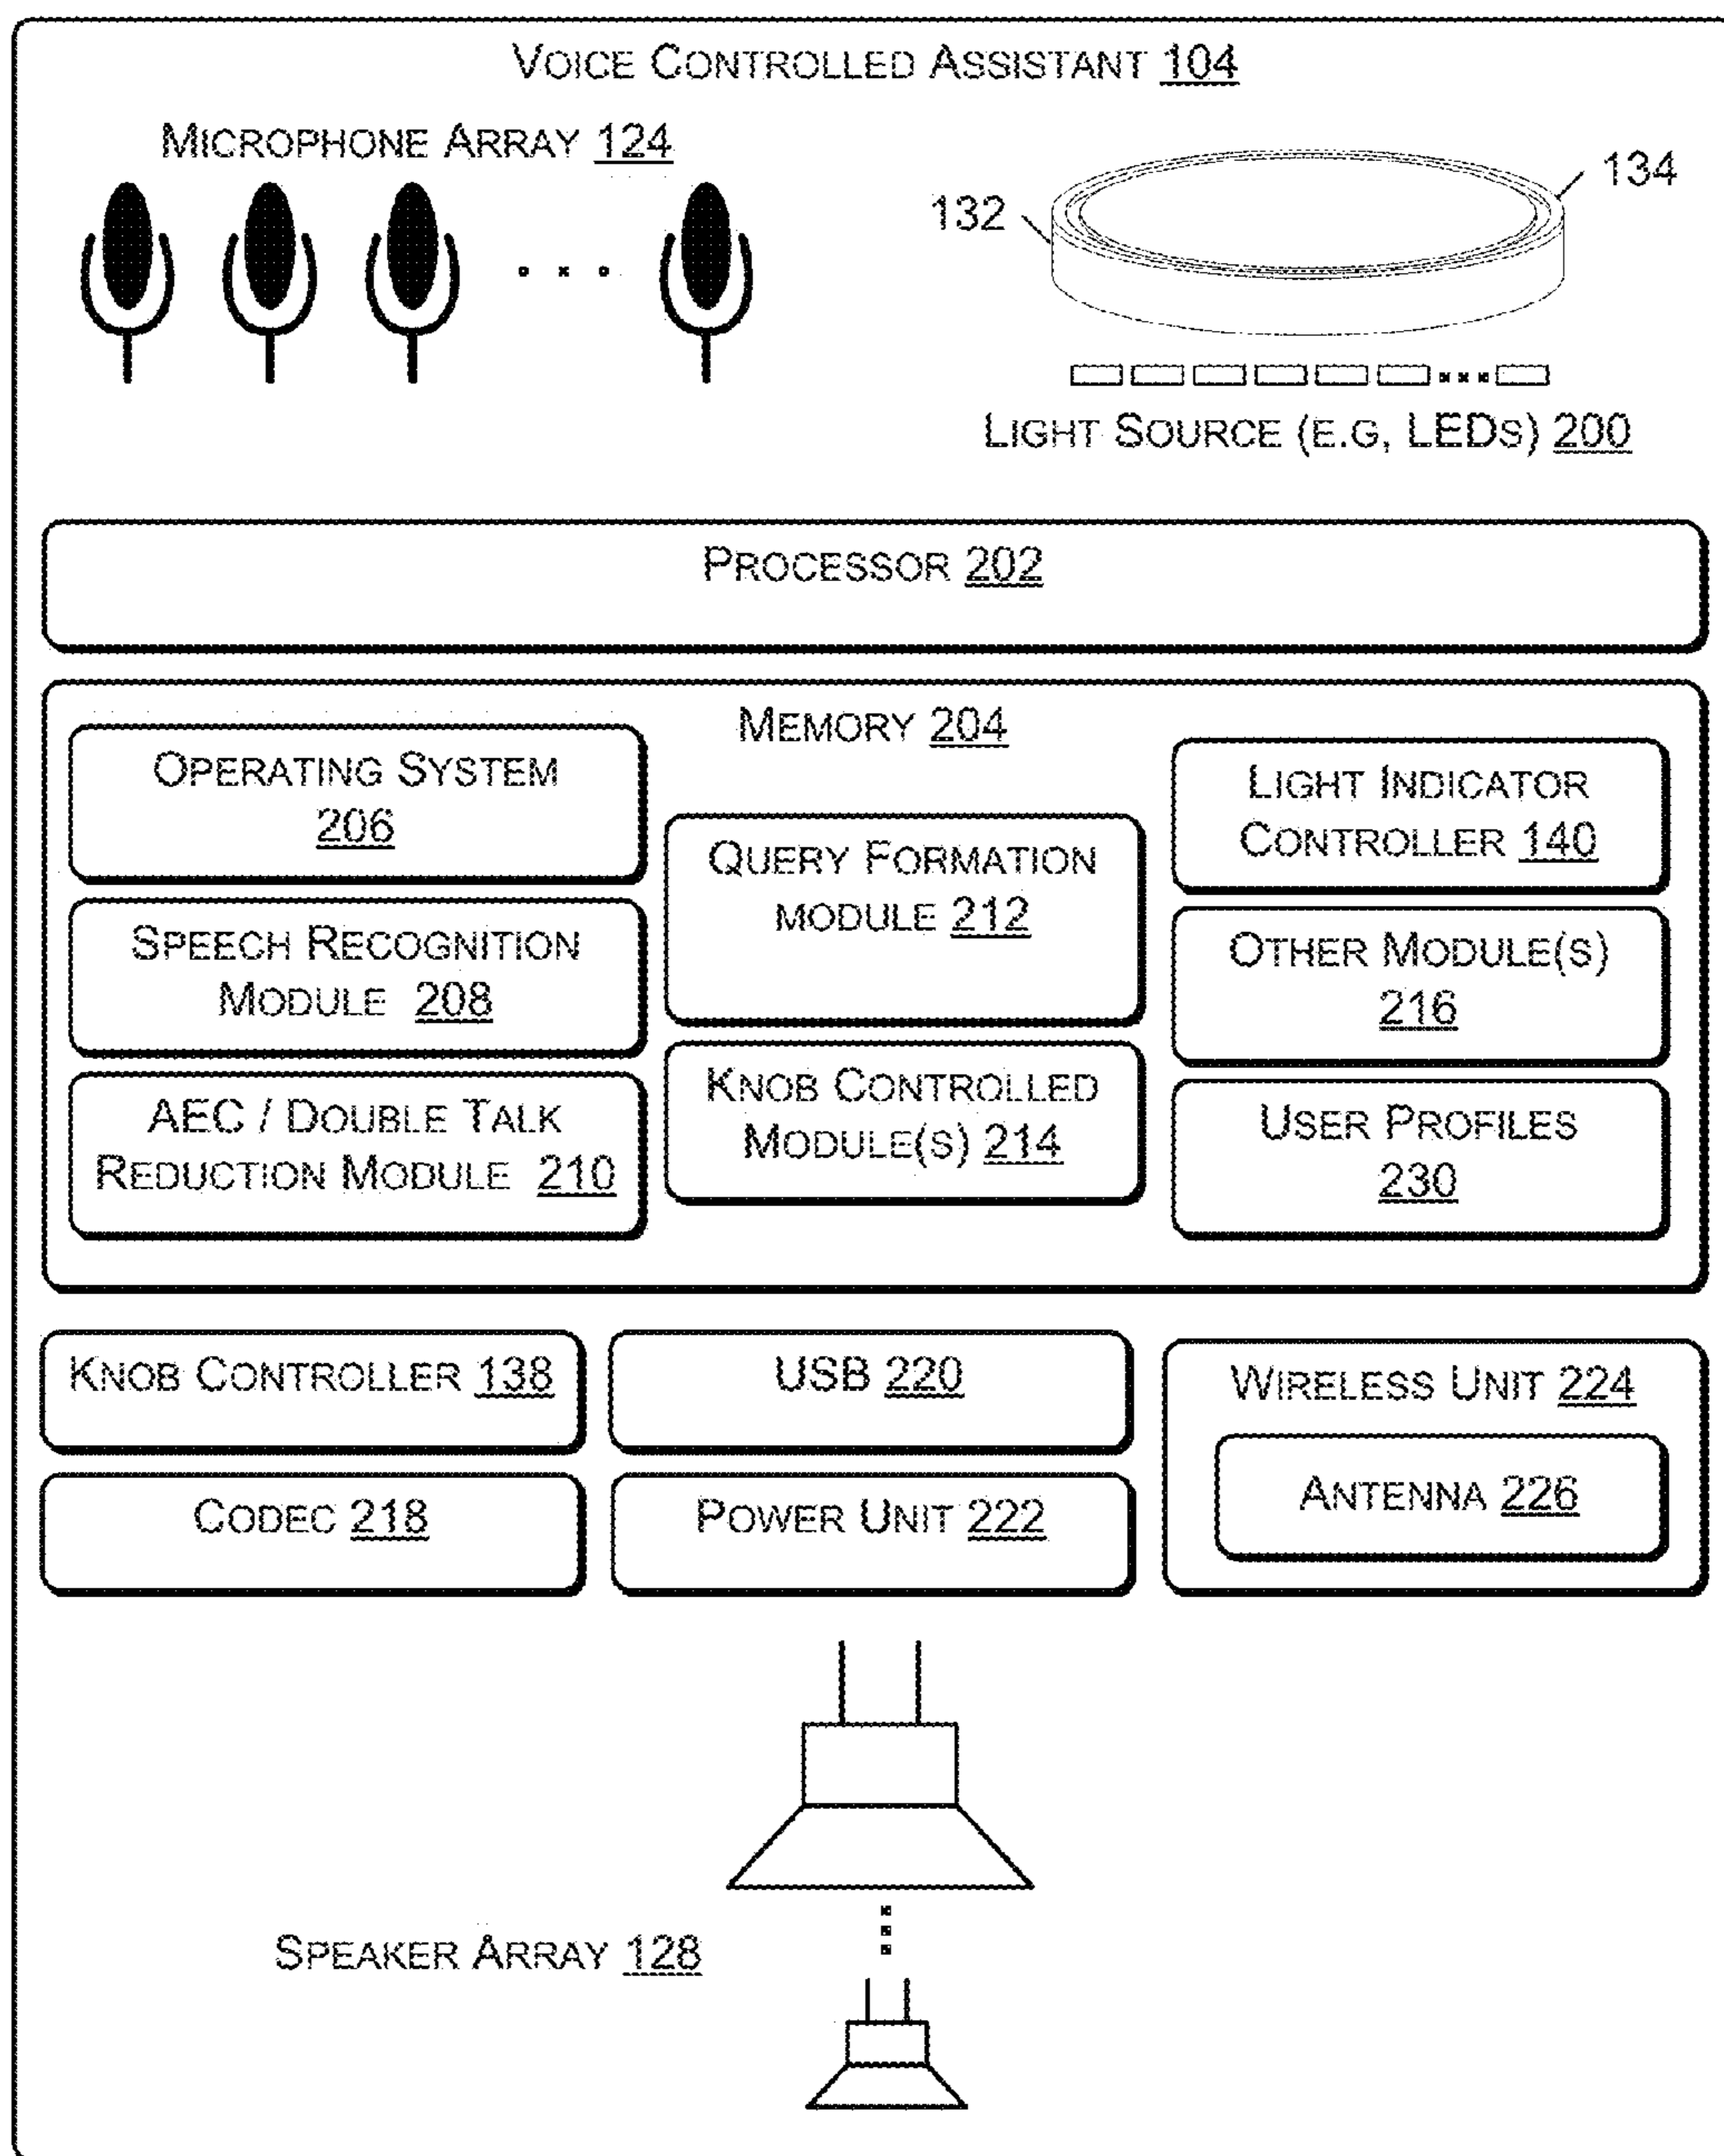 VOICE CONTROLLED ASSISTANT 104
MICROPHONE ARRAY 124
134
132
LIGHT SOURCE (E.G, LEDS) 200
PROCESSOR 202
MEMORY 204
OPERATING SYSTEM
206
SPEECH RECOGNITION
MODULE 208
AEC / DOUBLE TALK
REDUCTION MODULE 210
QUERY FORMATION
MODULE 212
KNOB CONTROLLED
MODULE(S) 214
LIGHT INDICATOR
CONTROLLER 140
OTHER MODULE(S)
216
USER PROFILES
230
KNOB CONTROLLER 138
USB 220
WIRELESS UNIT 224
ANTENNA 226
CODEC 218
POWER UNIT 222
SPEAKER ARRAY 128